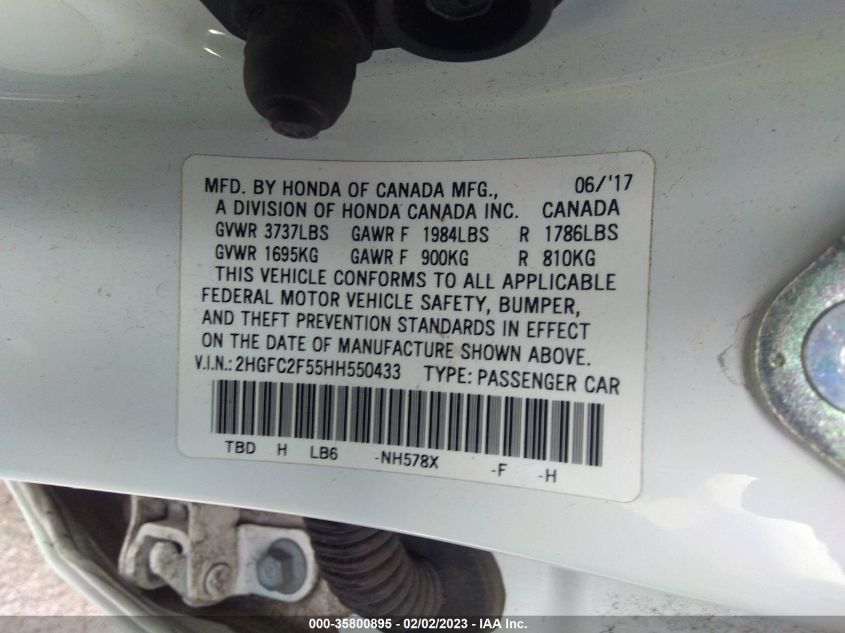 MFD. BY HONDA OF CANADA MFG., 06/'17
A DIVISION OF HONDA CANADA INC. CANADA
GVWR 3737LBS GAWR F 1984LBS R 1786LBS
GVWR 1695KG GAWR F 900KG R 810KG
THIS VEHICLE CONFORMS TO ALL APPLICABLE
FEDERAL MOTOR VEHICLE SAFETY, BUMPER,
AND THEFT PREVENTION STANDARDS IN EFFECT
ON THE DATE OF MANUFACTURE SHOWN ABOVE.
V.I.N.: 2HGFC2F55HH550433 TYPE: PASSENGER CAR
TBD H LB6 -NH578X -F -H
000-35800895 - 02/02/2023 - IAA Inc.